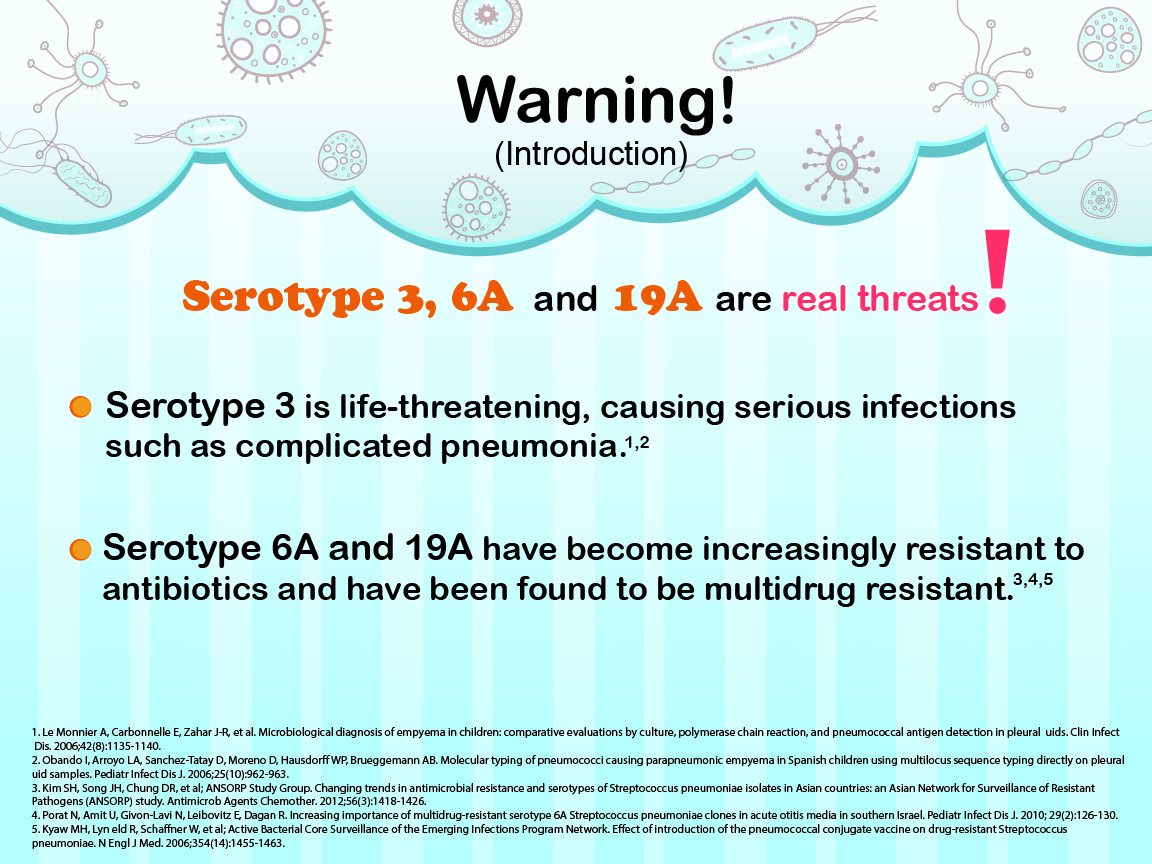 Warning!
(Introduction)
Serotype 3, 6A and 19A are real threats!
Serotype 3 is life-threatening, causing serious infections
such as complicated pneumonia.1,2
Serotype 6A and 19A have become increasingly resistant to
antibiotics and have been found to be multidrug resistant.3,4,5
1. Le Monnier A, Carbonnelle E, Zahar J-R, et al. Microbiological diagnosis of empyema in children: comparative evaluations by culture, polymerase chain reaction, and pneumococcal antigen detection in pleural uids. Clin Infect
Dis. 2006;42(8):1135-1140.
2. Obando I, Arroyo LA, Sanchez-Tatay D, Moreno D, Hausdorff WP, Brueggemann AB. Molecular typing of pneumococci causing parapneumonic empyema in Spanish children using multilocus sequence typing directly on pleural
uid samples. Pediatr Infect Dis J. 2006;25(10):962-963.
3. Kim SH, Song JH, Chung DR, et al; ANSORP Study Group. Changing trends in antimicrobial resistance and serotypes of Streptococcus pneumoniae isolates in Asian countries: an Asian Network for Surveillance of Resistant
Pathogens (ANSORP) study. Antimicrob Agents Chemother. 2012;56(3):1418-1426.
4. Porat N, Amit U, Givon-Lavi N, Leibovitz E, Dagan R. Increasing importance of multidrug-resistant serotype 6A Streptococcus pneumoniae clones in acute otitis media in southern Israel. Pediatr Infect Dis J. 2010; 29(2):126-130.
5. Kyaw MH, Lyn eld R, Schaffner W, et al; Active Bacterial Core Surveillance of the Emerging Infections Program Network. Effect of introduction of the pneumococcal conjugate vaccine on drug-resistant Streptococcus
pneumoniae. N Engl J Med. 2006;354(14):1455-1463.